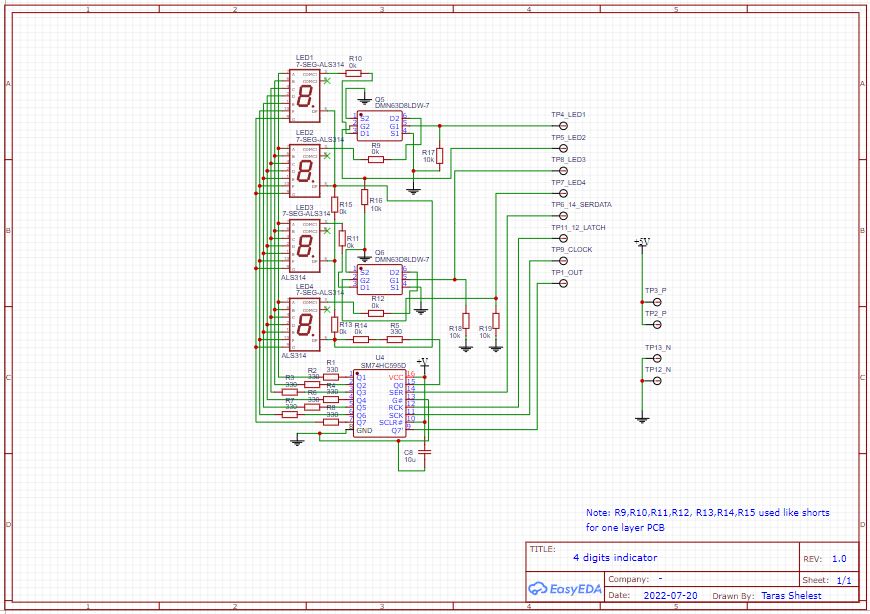 1 2 3 4 5
A A
B B
C C
D D
LED1
7-SEG-ALS314
R10
0k
Q5
DMN63D8LDW-7
S2 D2
G2 G1
D1 S1
TP4_LED1
LED2
7-SEG-ALS314
R9
0k
R17
10k
TP5_LED2
TP8_LED3
TP7_LED4
R15
0k
R16
10k
TP6_14_SERDATA
LED3
7-SEG-ALS314
R11
0k
TP11_12_LATCH
TP9_CLOCK
TP1_OUT
+5V
Q6
DMN63D8LDW-7
S2 D2
G2 G1
D1 S1
ALS314
LED4
7-SEG-ALS314
R12
0k
TP3_P
TP2_P
R13
0k
R14
0k
R5
330
R18
10k
R19
10k
ALS314
TP13_N
TP12_N
U4
SM74HC595D
+V
R1
330
R2
330
R3
330
R4
330
R6
330
R7
330
R8
330
Q1 VCC 16
Q2 Q0 15
Q3 SER 14
Q4 G# 13
Q5 RCK 12
Q6 SCK 11
Q7 SCLR# 10
GND Q7' 9
C8
10u
Note: R9,R10,R11,R12, R13,R14,R15 used like shorts
for one layer PCB
TITLE:
4 digits indicator
REV: 1.0
EasyEDA
Company: -
Sheet: 1/1
Date: 2022-07-20 Drawn By: Taras Shelest
1 2 3 4 5